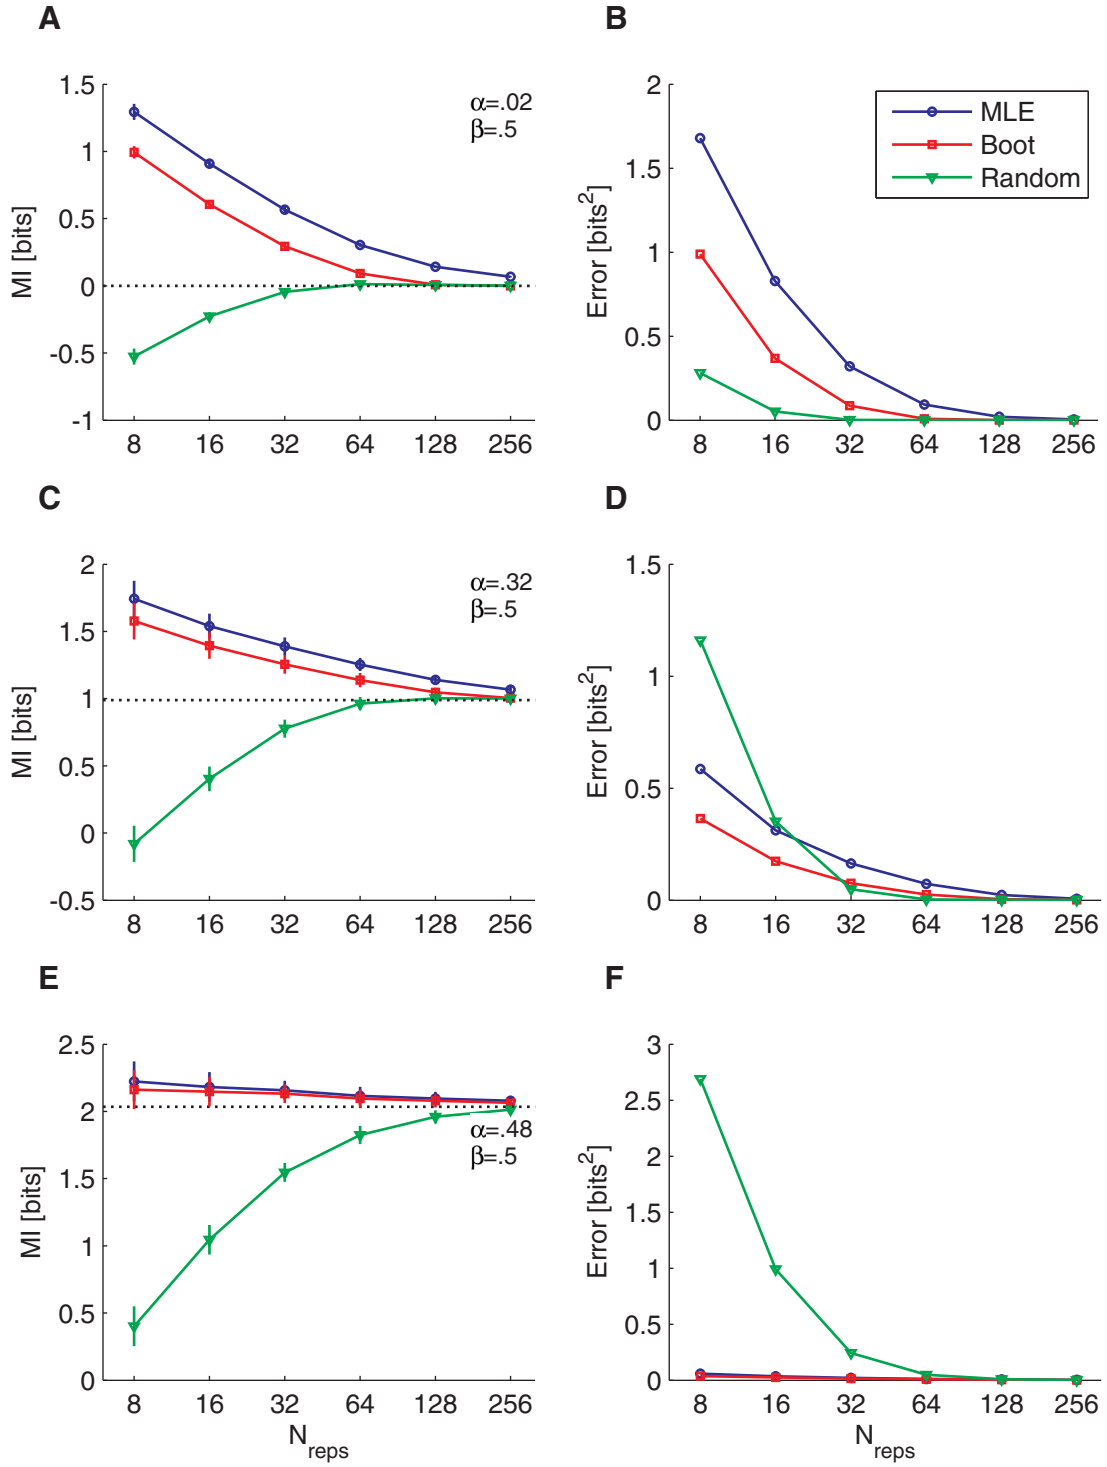 A
B
1.5
1
0.5
0
-0.5
-1
MI [bits]
α=.02
β=.5
8 16 32 64 128 256
2
1.5
1
0.5
0
Error [bits²]
MLE
Boot
Random
8 16 32 64 128 256
C
D
2
1.5
1
0.5
0
-0.5
MI [bits]
α=.32
β=.5
8 16 32 64 128 256
1.5
1
0.5
0
Error [bits²]
8 16 32 64 128 256
E
F
2.5
2
1.5
1
0.5
0
MI [bits]
α=.48
β=.5
8 16 32 64 128 256
N_reps
3
2.5
2
1.5
1
0.5
0
Error [bits²]
8 16 32 64 128 256
N_reps